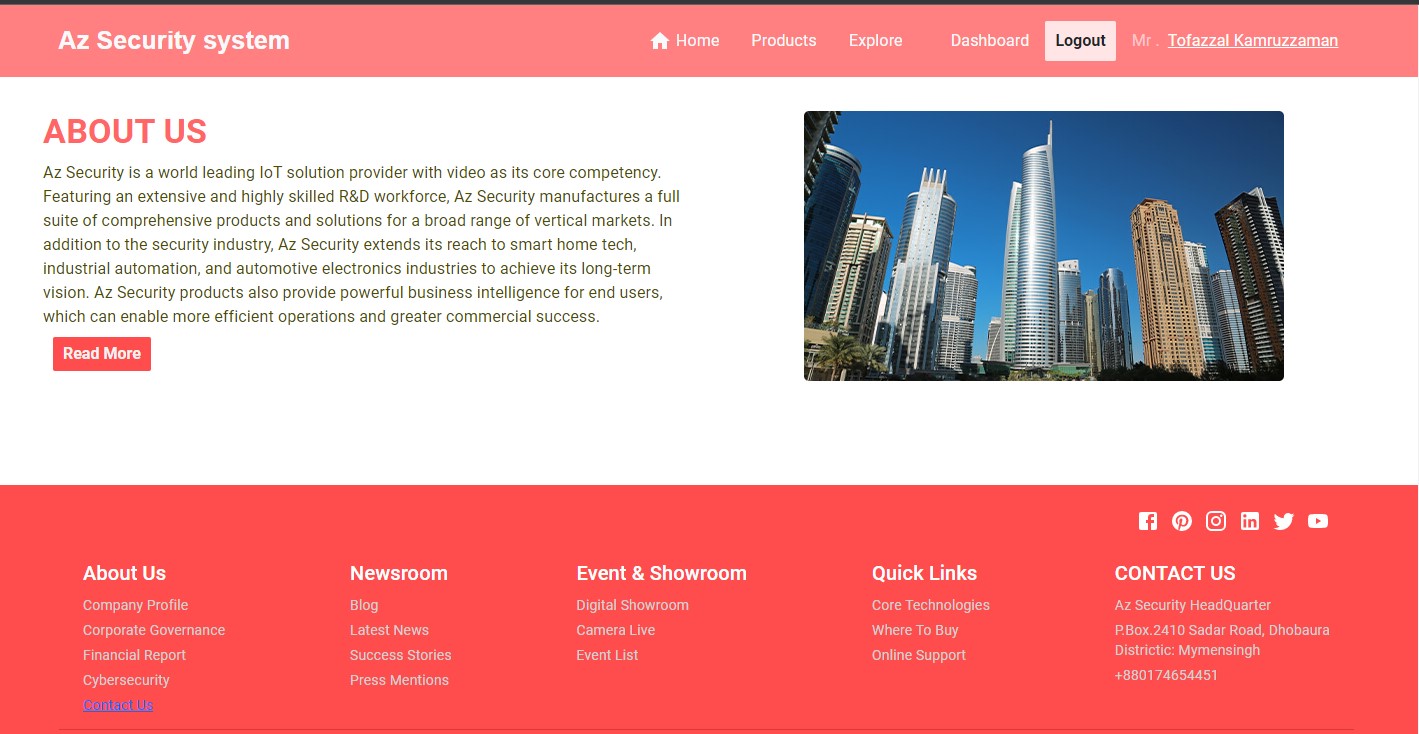 Az Security system
Home Products Explore Dashboard Logout Mr . Tofazzal Kamruzzaman
ABOUT US
Az Security is a world leading IoT solution provider with video as its core competency.
Featuring an extensive and highly skilled R&D workforce, Az Security manufactures a full
suite of comprehensive products and solutions for a broad range of vertical markets. In
addition to the security industry, Az Security extends its reach to smart home tech,
industrial automation, and automotive electronics industries to achieve its long-term
vision. Az Security products also provide powerful business intelligence for end users,
which can enable more efficient operations and greater commercial success.
Read More
About Us
Company Profile
Corporate Governance
Financial Report
Cybersecurity
Contact Us
Newsroom
Blog
Latest News
Success Stories
Press Mentions
Event & Showroom
Digital Showroom
Camera Live
Event List
Quick Links
Core Technologies
Where To Buy
Online Support
CONTACT US
Az Security HeadQuarter
P.Box.2410 Sadar Road, Dhobaura
Districtic: Mymensingh
+880174654451